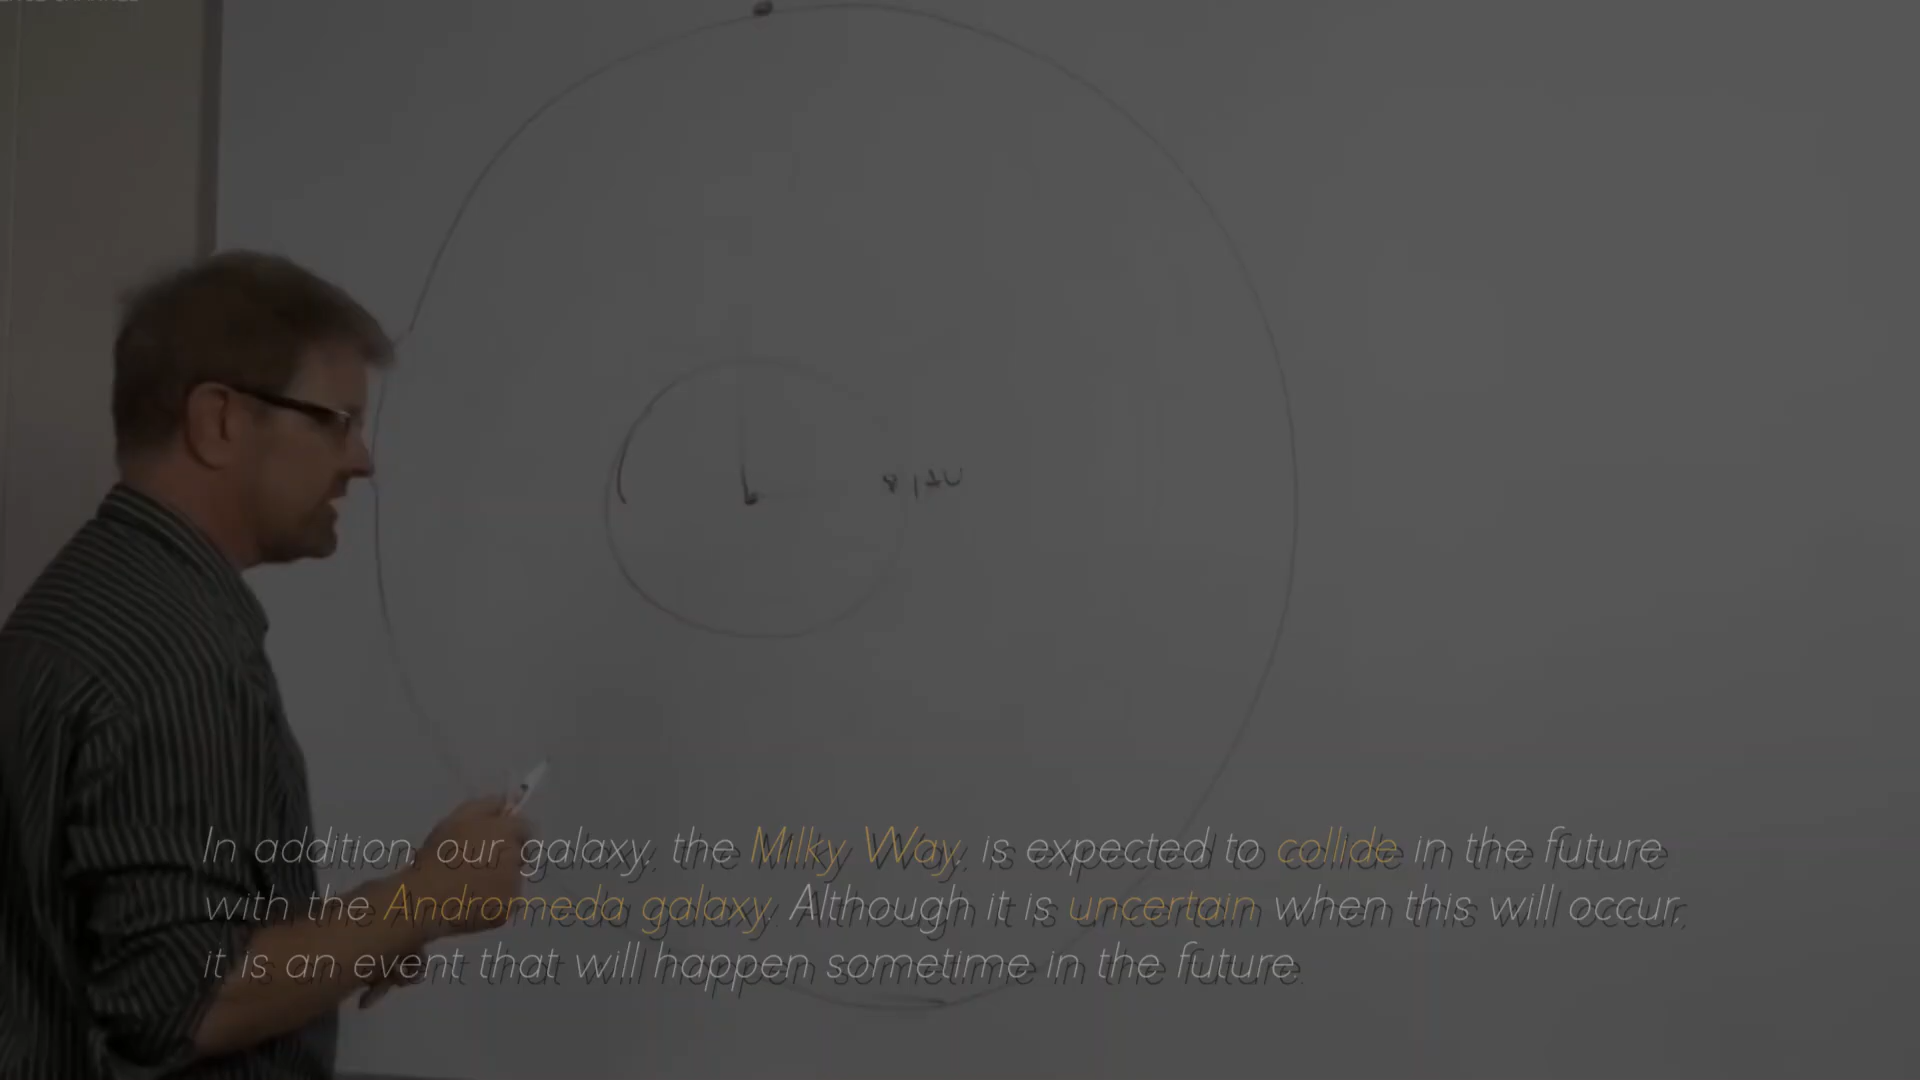 In addition, our galaxy, the Milky Way, is expected to collide in the future
with the Andromeda galaxy. Although it is uncertain when this will occur,
it is an event that will happen sometime in the future.